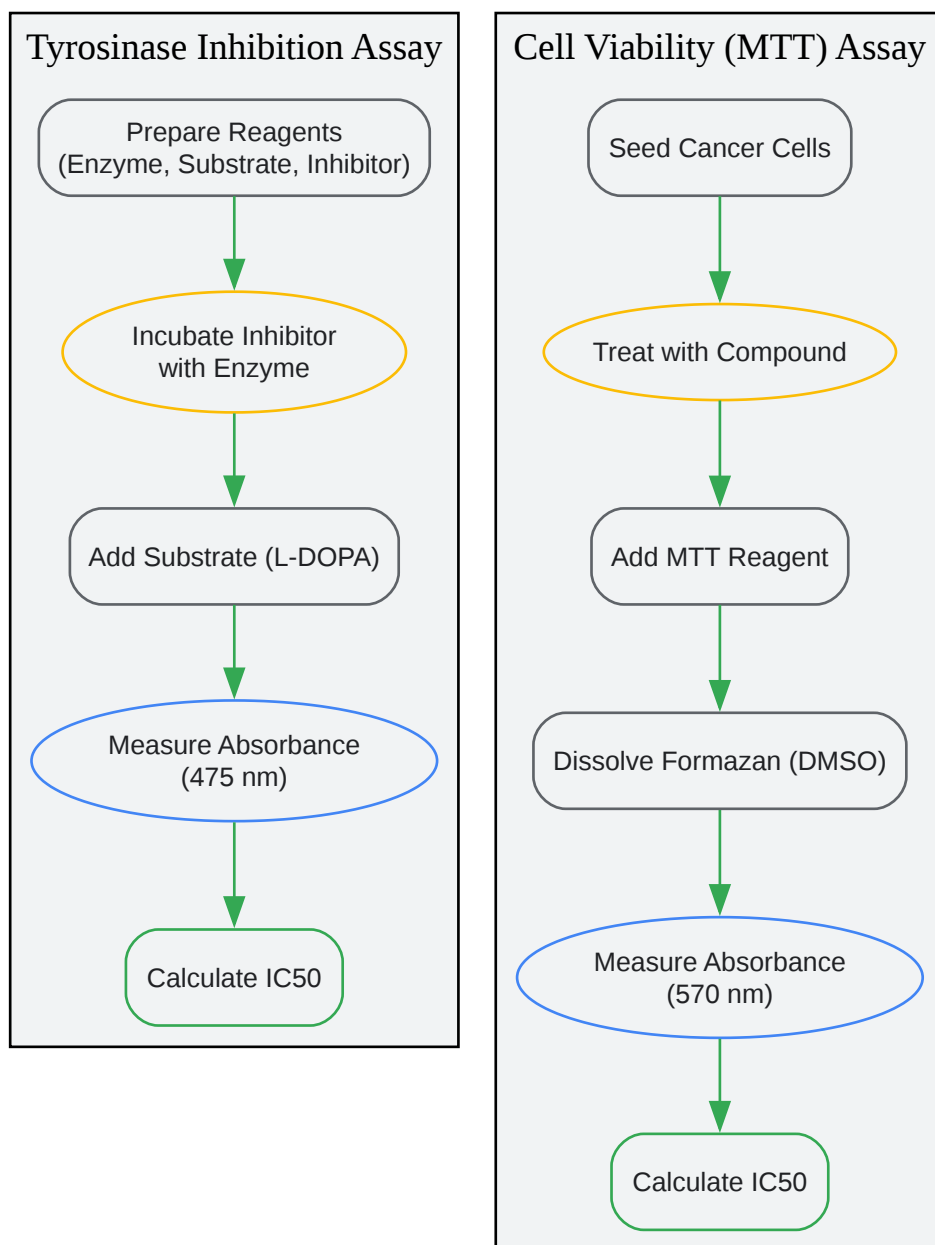 Tyrosinase Inhibition Assay
Prepare Reagents
(Enzyme, Substrate, Inhibitor)
Incubate Inhibitor
with Enzyme
Add Substrate (L-DOPA)
Measure Absorbance
(475 nm)
Calculate IC50
Cell Viability (MTT) Assay
Seed Cancer Cells
Treat with Compound
Add MTT Reagent
Dissolve Formazan (DMSO)
Measure Absorbance
(570 nm)
Calculate IC50